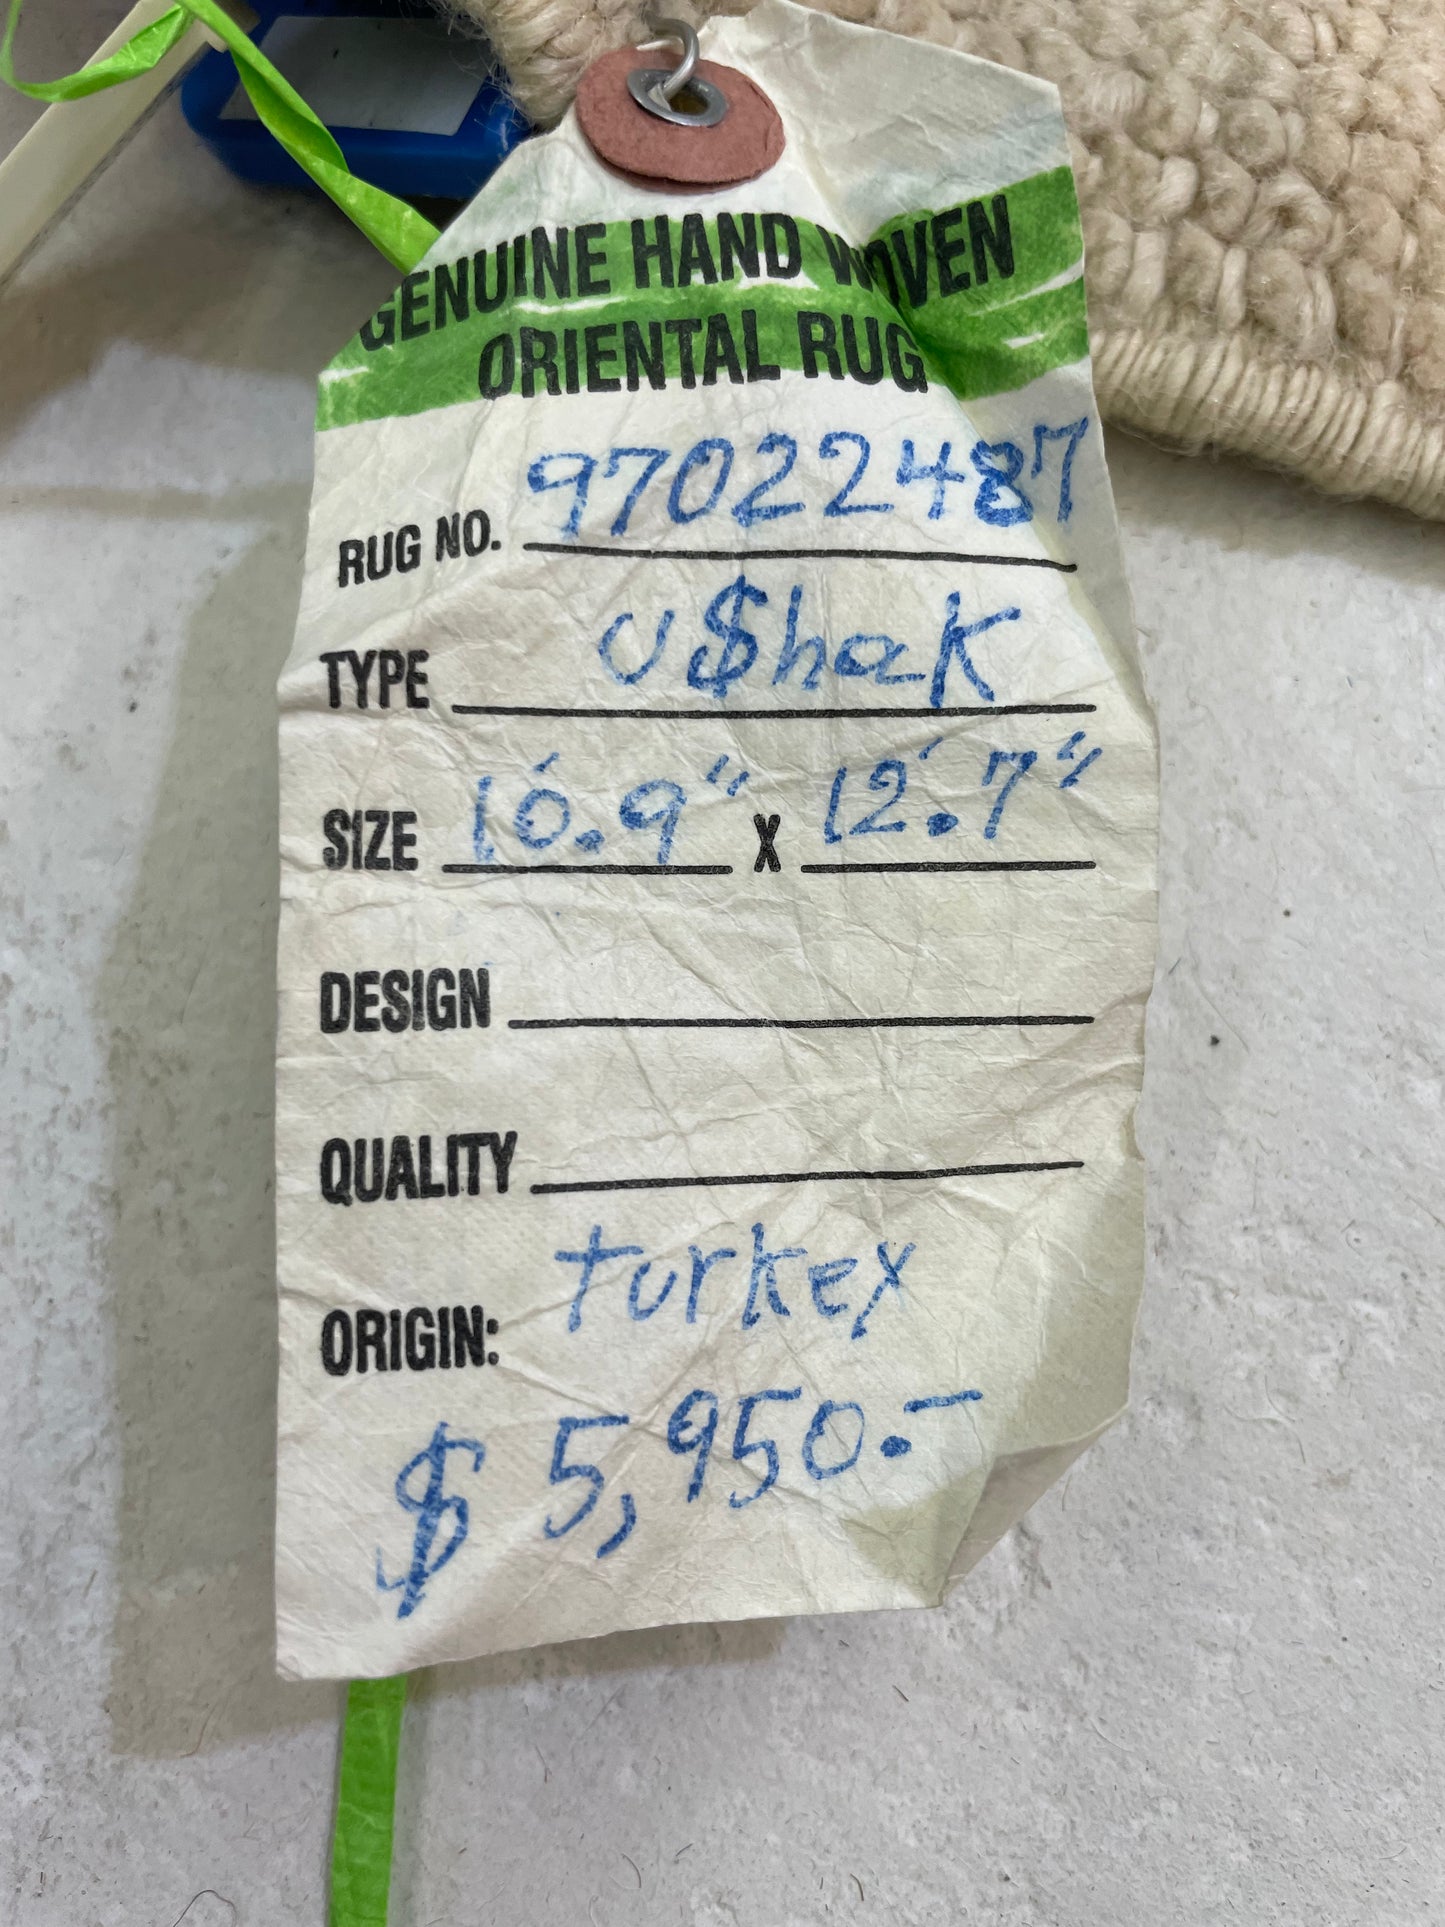 GENUINE HAND WOVEN
ORIENTAL RUG
RUG NO. 97022487
TYPE U$hak
SIZE 10'.9" X 12'.7"
DESIGN
QUALITY
ORIGIN: turkey
$ 5,950.-